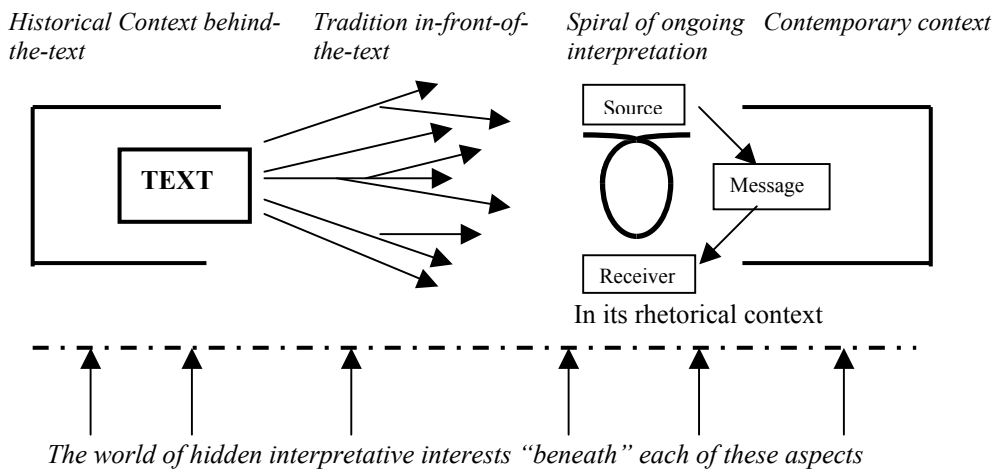 Historical Context behind-
the-text
Tradition in-front-of-
the-text
Spiral of ongoing
interpretation
Contemporary context
TEXT
Source
Message
Receiver
In its rhetorical context
The world of hidden interpretative interests “beneath” each of these aspects